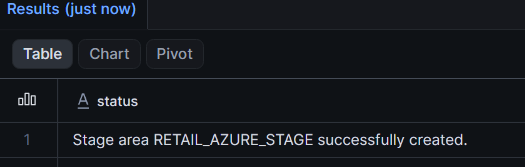 Results (just now)
Table Chart Pivot
A status
1 Stage area RETAIL_AZURE_STAGE successfully created.